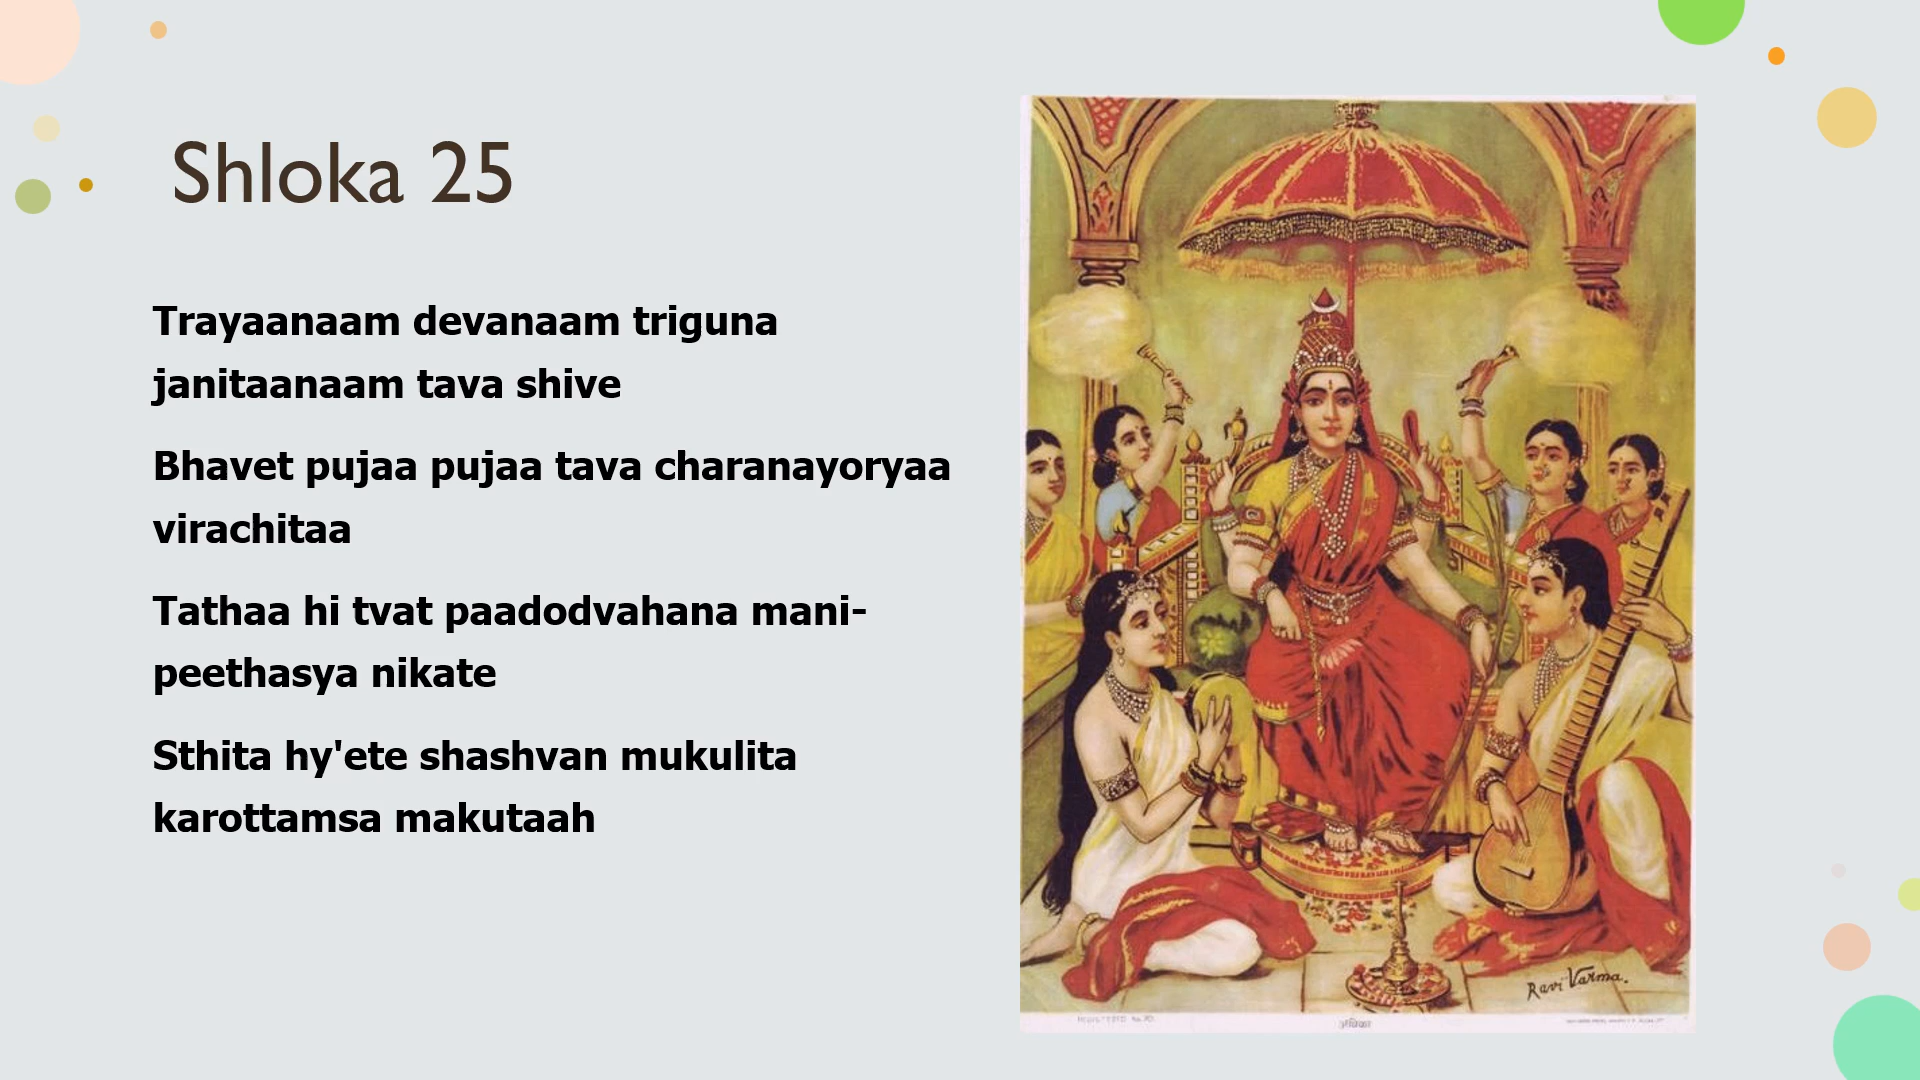 Shloka 25
Trayaanaam devanaam triguna
janitaanaam tava shive
Bhavet pujaa pujaa tava charanayoryaa
virachitaa
Tathaa hi tvat paadodvahana mani-
peethasya nikate
Sthita hy'ete shashvan mukulita
karottamsa makutaah
Ravi Varma.